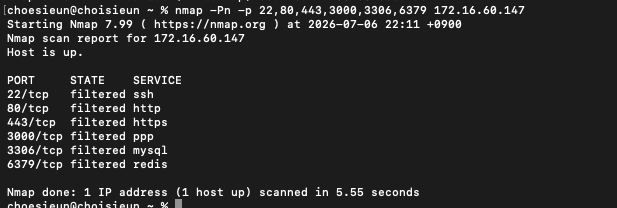 [choesieun@choisieun ~ % nmap -Pn -p 22,80,443,3000,3306,6379 172.16.60.147
Starting Nmap 7.99 ( https://nmap.org ) at 2026-07-06 22:11 +0900
Nmap scan report for 172.16.60.147
Host is up.
PORT     STATE    SERVICE
22/tcp   filtered ssh
80/tcp   filtered http
443/tcp  filtered https
3000/tcp filtered ppp
3306/tcp filtered mysql
6379/tcp filtered redis
Nmap done: 1 IP address (1 host up) scanned in 5.55 seconds
choesieun@choisieun ~ %